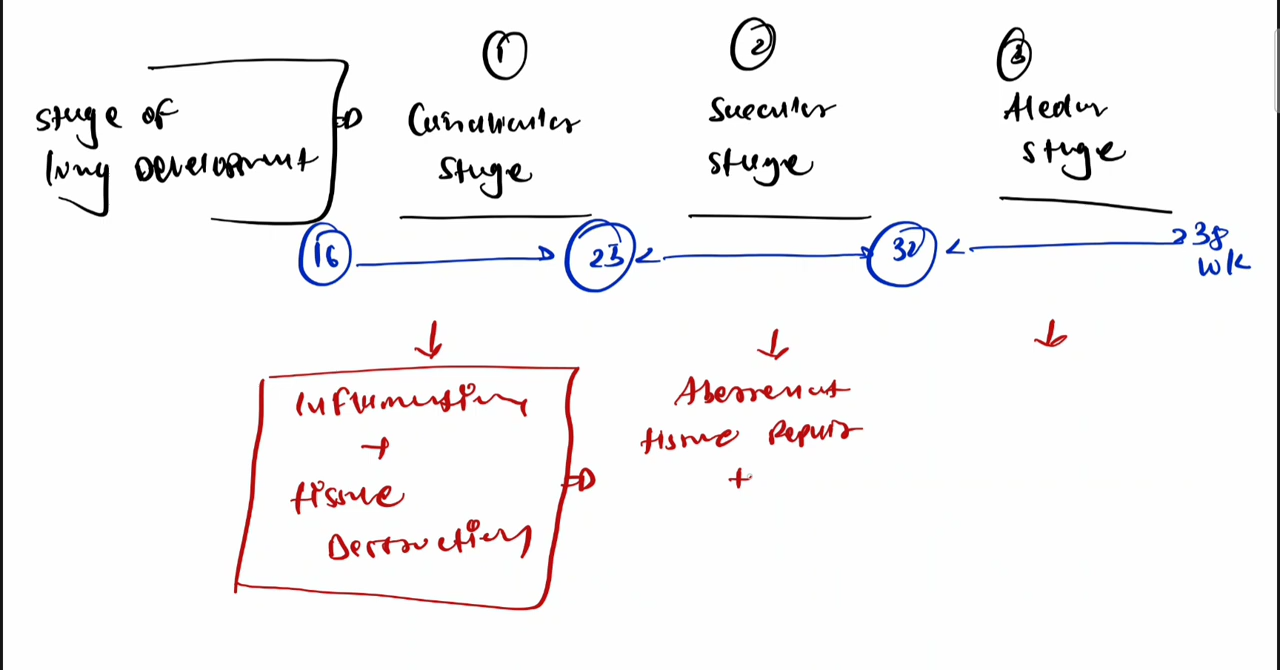 1
2
3
stage of
lung Development
Canalicular
stage
Saccular
stage
Alveolar
stage
16
23
32
38
wk
Inflammation
+
tissue
Destruction
Aberrant
tissue Repair
+